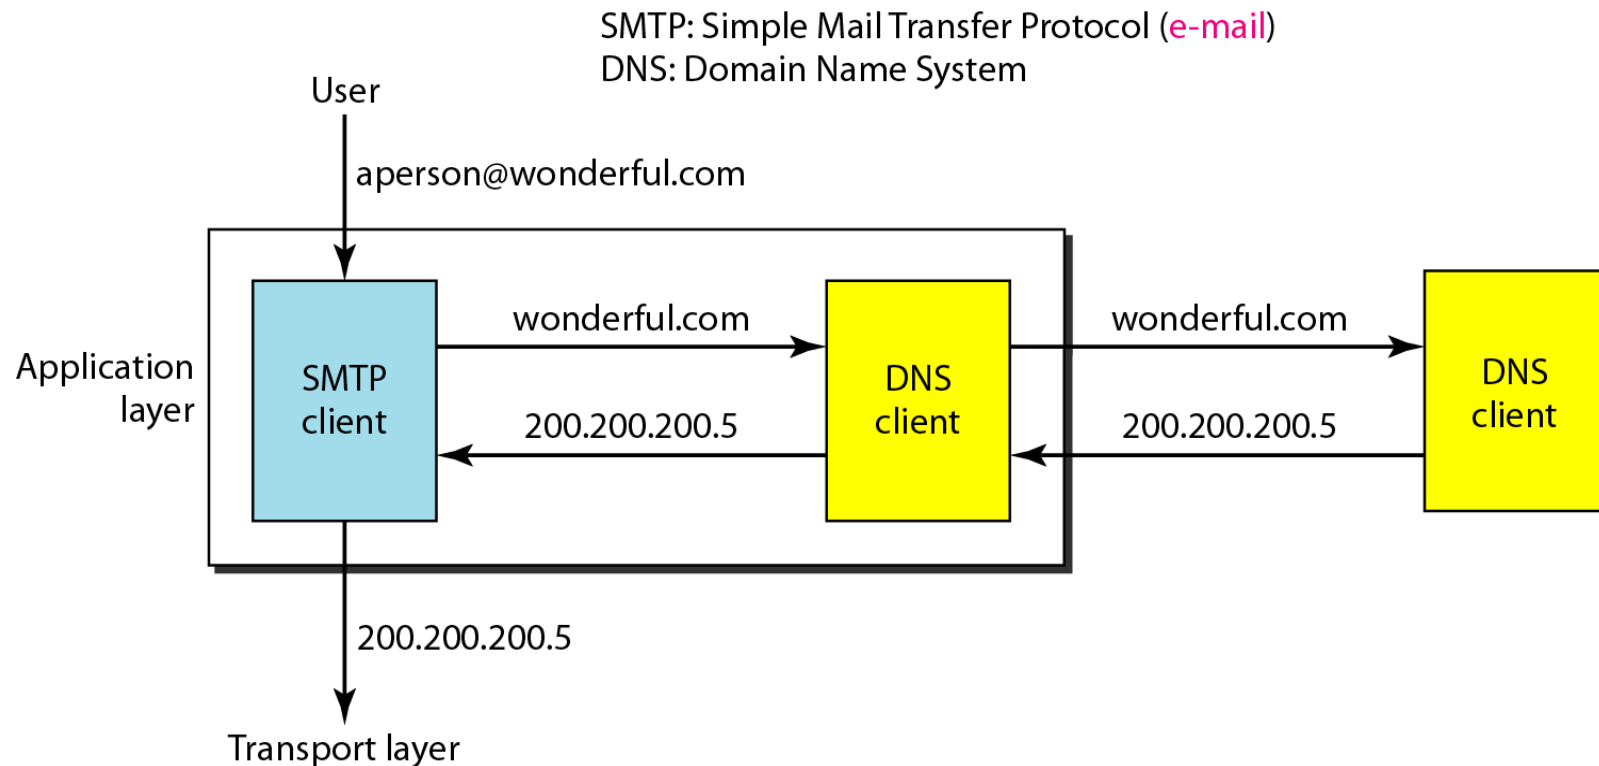 SMTP: Simple Mail Transfer Protocol (e-mail)
DNS: Domain Name System
User
aperson@wonderful.com
Application
layer
SMTP
client
wonderful.com
200.200.200.5
DNS
client
wonderful.com
200.200.200.5
DNS
client
200.200.200.5
Transport layer